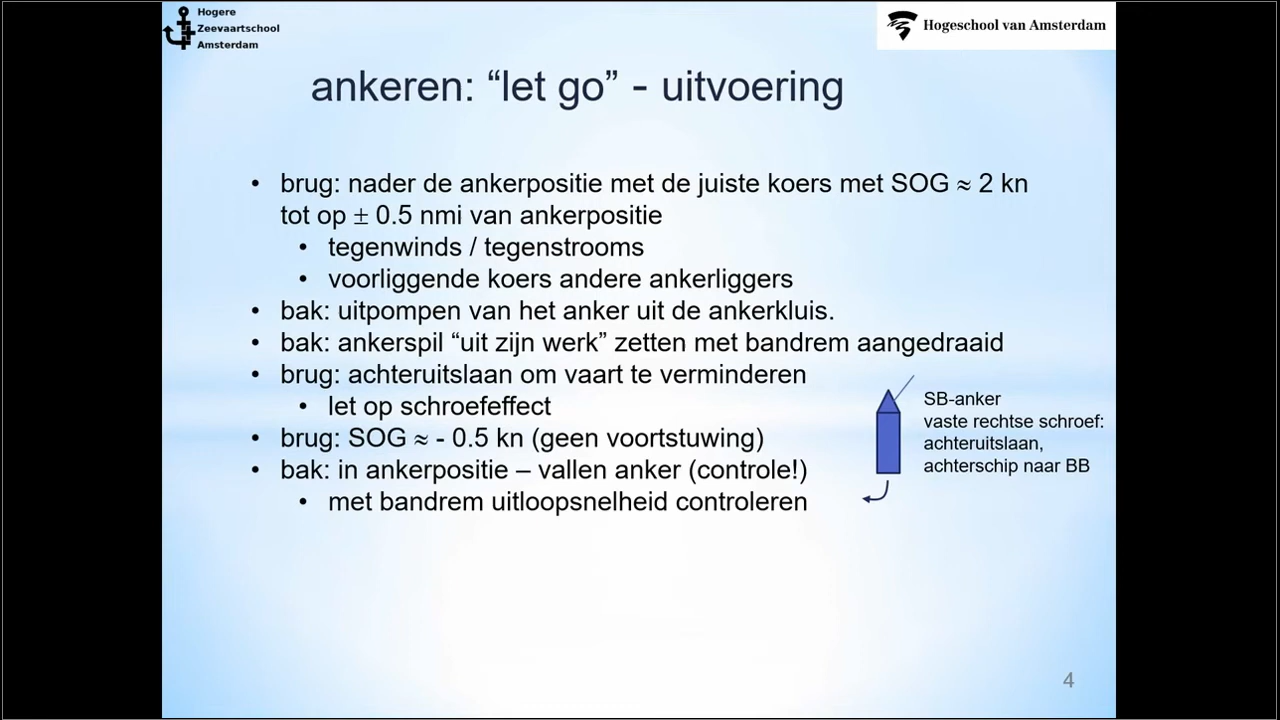 Hogere
Zeevaartschool
Amsterdam
Hogeschool van Amsterdam
ankeren: “let go” - uitvoering
• brug: nader de ankerpositie met de juiste koers met SOG ≈ 2 kn
tot op ± 0.5 nmi van ankerpositie
• tegenwinds / tegenstrooms
• voorliggende koers andere ankerliggers
• bak: uitpompen van het anker uit de ankerkluis.
• bak: ankerspil “uit zijn werk” zetten met bandrem aangedraaid
• brug: achteruitslaan om vaart te verminderen
• let op schroefeffect
• brug: SOG ≈ - 0.5 kn (geen voortstuwing)
• bak: in ankerpositie – vallen anker (controle!)
• met bandrem uitloopsnelheid controleren
SB-anker
vaste rechtse schroef:
achteruitslaan,
achterschip naar BB
4